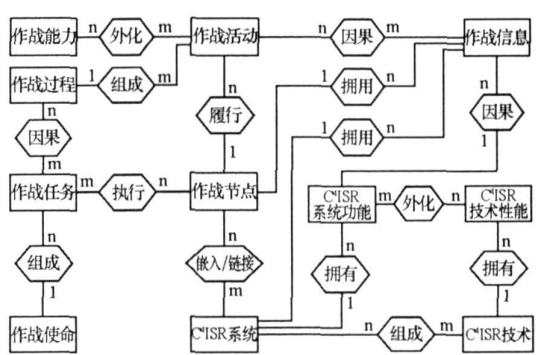 作战能力 n 外化 m 作战活动 n 因果 m 作战信息
作战过程 1 组成 m
1 拥用 n
n 因果 m
n 履行 1
n 因果 1
1 拥用 n
作战任务 m 执行 n 作战节点
C⁴ISR
系统功能
m 外化 n
C⁴ISR
技术性能
n 组成 1
n 嵌入/链接 m
n 拥有 1
n 拥有 1
作战使命
C⁴ISR系统 n 组成 m C⁴ISR技术